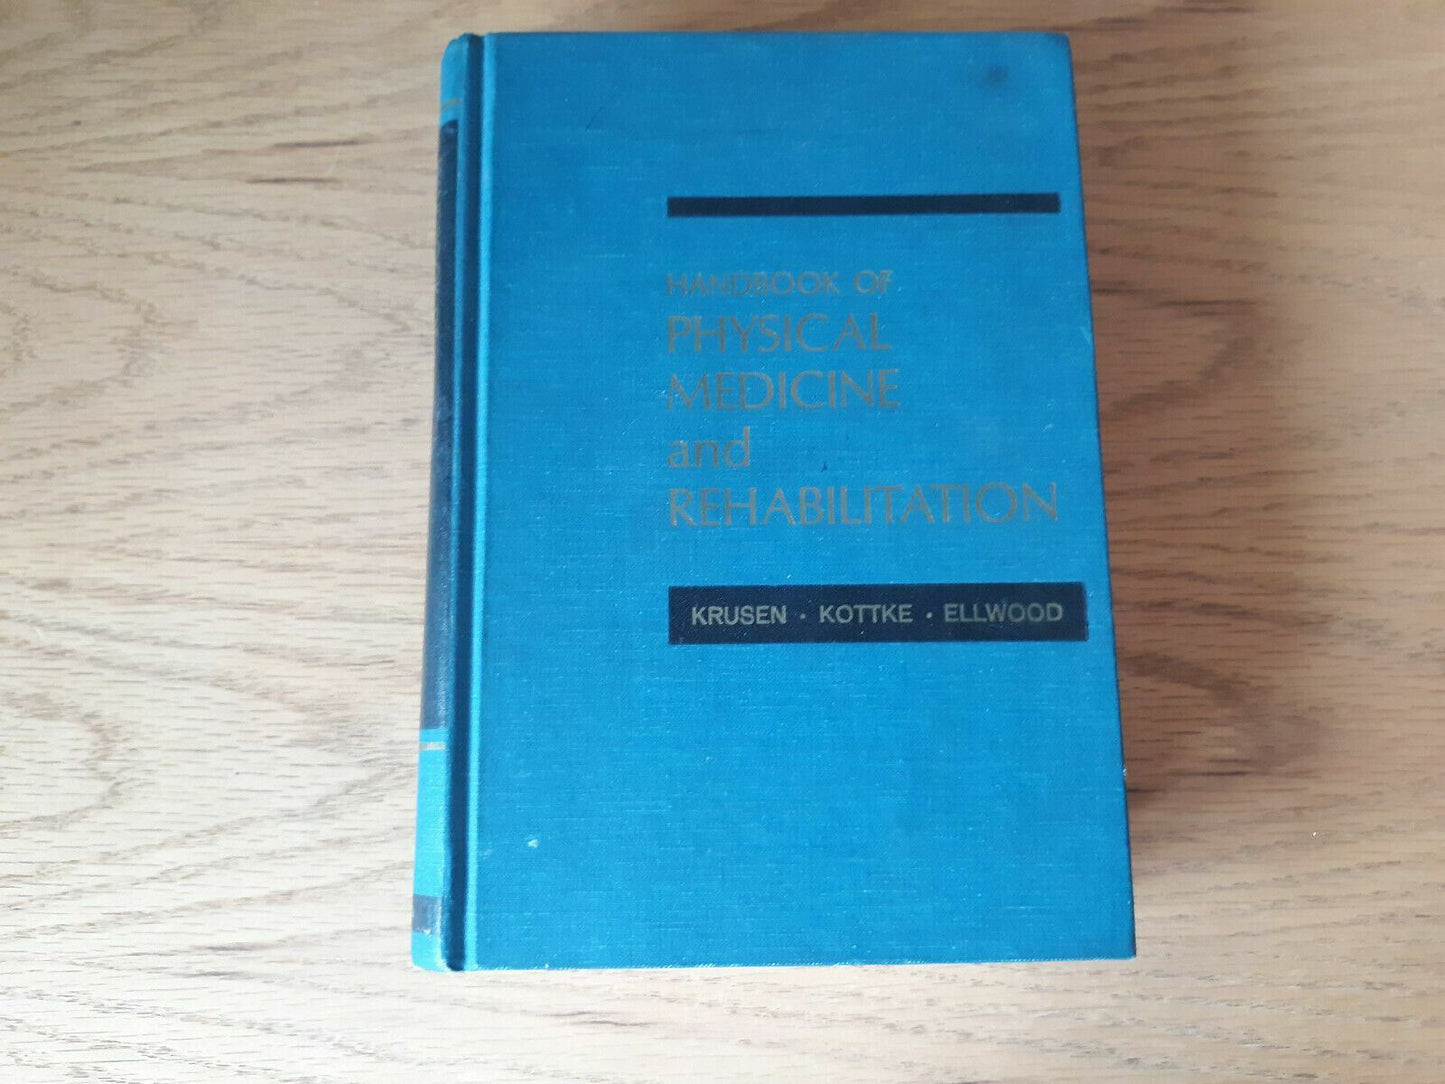 HANDBOOK OF
PHYSICAL
MEDICINE
and
REHABILITATION
KRUSEN · KOTTKE · ELLWOOD